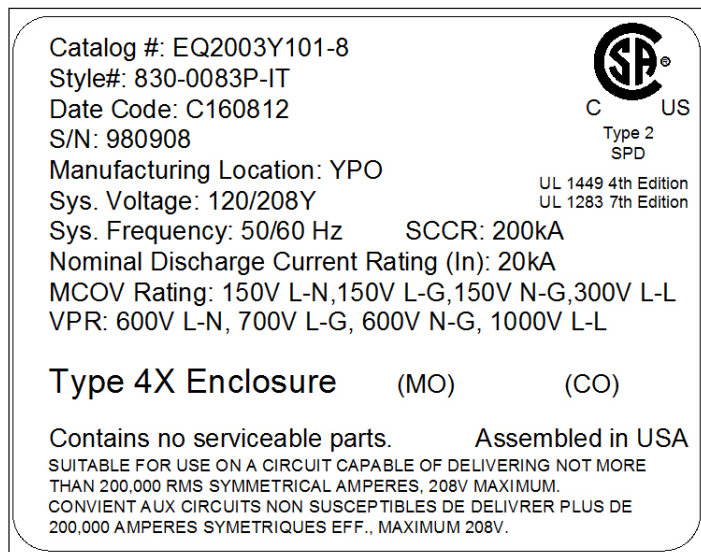 Catalog #: EQ2003Y101-8
Style#: 830-0083P-IT
Date Code: C160812
S/N: 980908
Manufacturing Location: YPO
Sys. Voltage: 120/208Y
Sys. Frequency: 50/60 Hz SCCR: 200kA
Nominal Discharge Current Rating (In): 20kA
MCOV Rating: 150V L-N,150V L-G,150V N-G,300V L-L
VPR: 600V L-N, 700V L-G, 600V N-G, 1000V L-L
CSA®
C US
Type 2
SPD
UL 1449 4th Edition
UL 1283 7th Edition
Type 4X Enclosure (MO) (CO)
Contains no serviceable parts. Assembled in USA
SUITABLE FOR USE ON A CIRCUIT CAPABLE OF DELIVERING NOT MORE
THAN 200,000 RMS SYMMETRICAL AMPERES, 208V MAXIMUM.
CONVIENT AUX CIRCUITS NON SUSCEPTIBLES DE DELIVRER PLUS DE
200,000 AMPERES SYMETRIQUES EFF., MAXIMUM 208V.